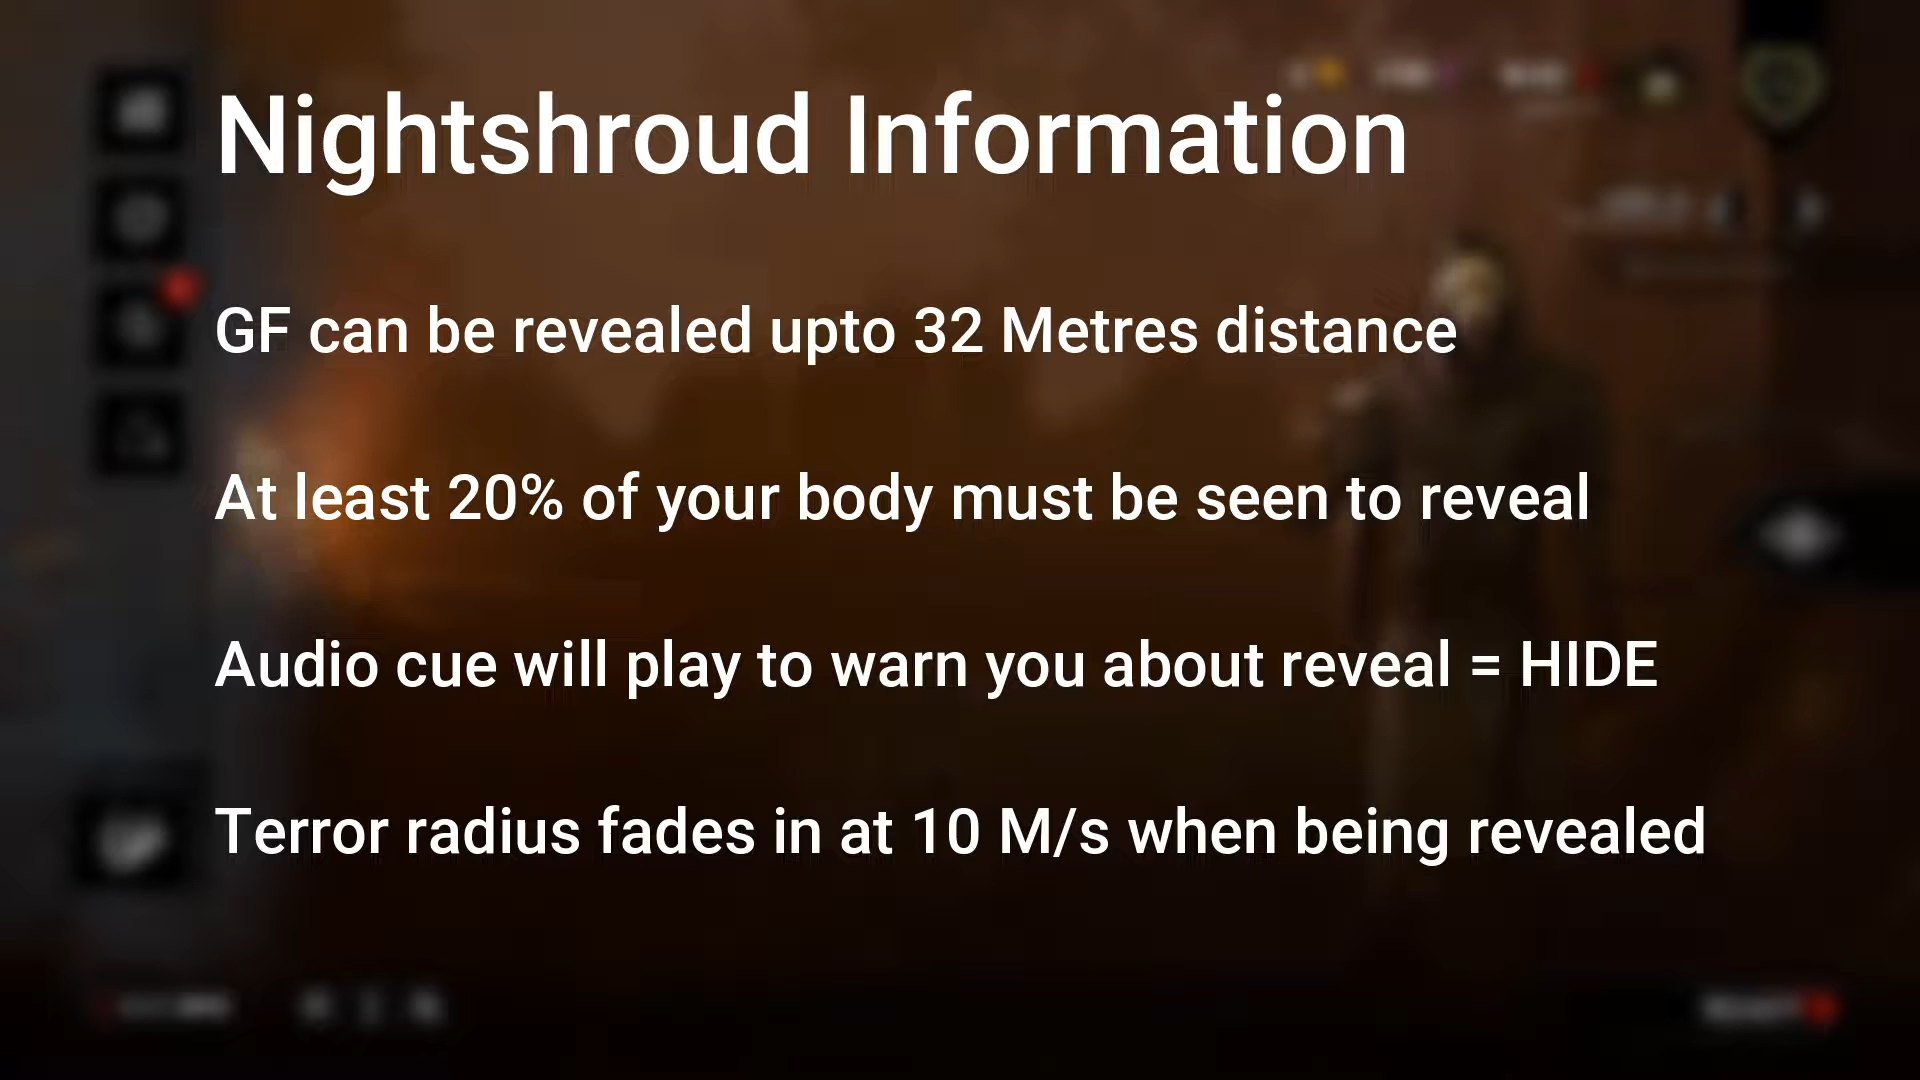 Nightshroud Information
GF can be revealed upto 32 Metres distance
At least 20% of your body must be seen to reveal
Audio cue will play to warn you about reveal = HIDE
Terror radius fades in at 10 M/s when being revealed